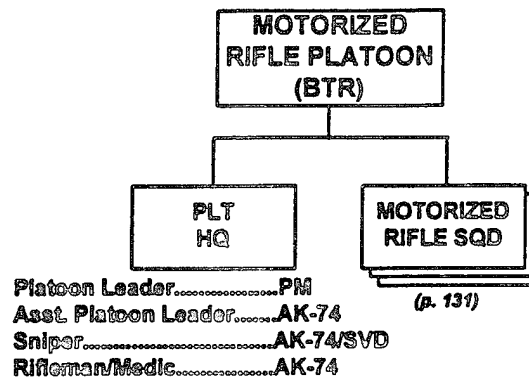 MOTORIZED
RIFLE PLATOON
(BTR)
PLT
HQ
MOTORIZED
RIFLE SQD
(p. 131)
Platoon Leader..................PM
Asst. Platoon Leader.......AK-74
Sniper................................AK-74/SVD
Rifleman/Medic...............AK-74